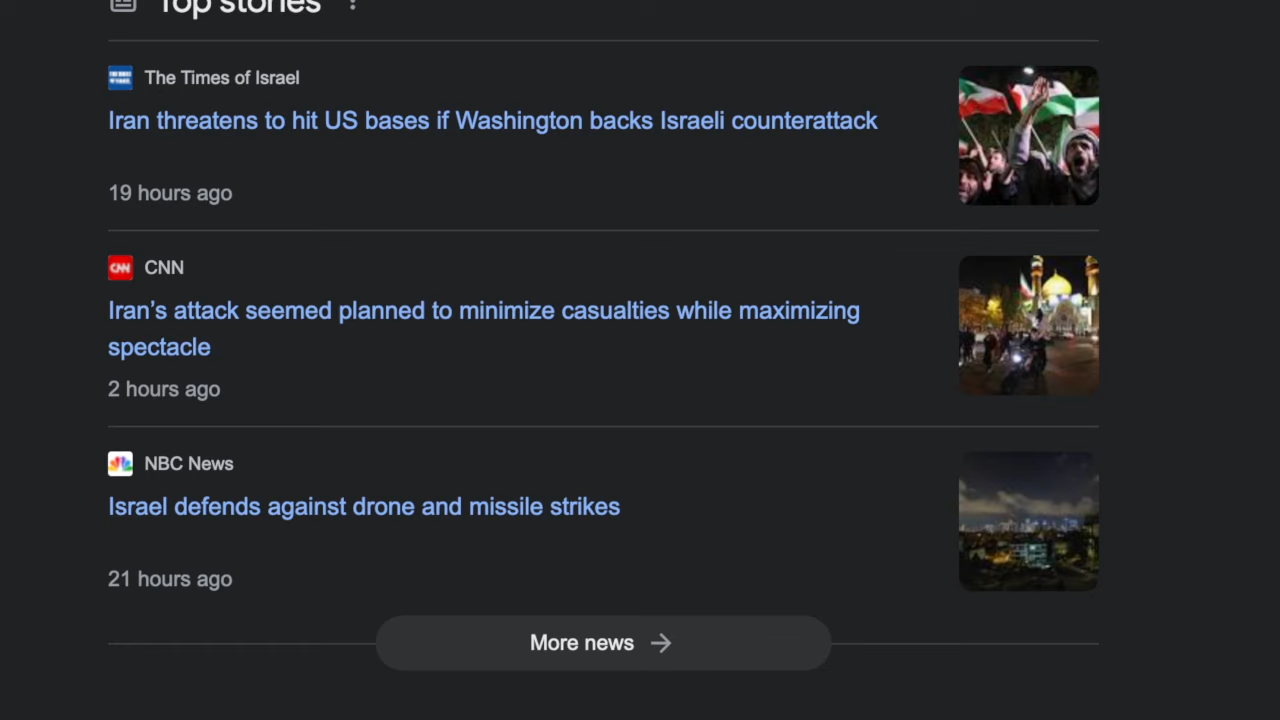 Top stories
The Times of Israel
Iran threatens to hit US bases if Washington backs Israeli counterattack
19 hours ago
CNN
Iran’s attack seemed planned to minimize casualties while maximizing
spectacle
2 hours ago
NBC News
Israel defends against drone and missile strikes
21 hours ago
More news